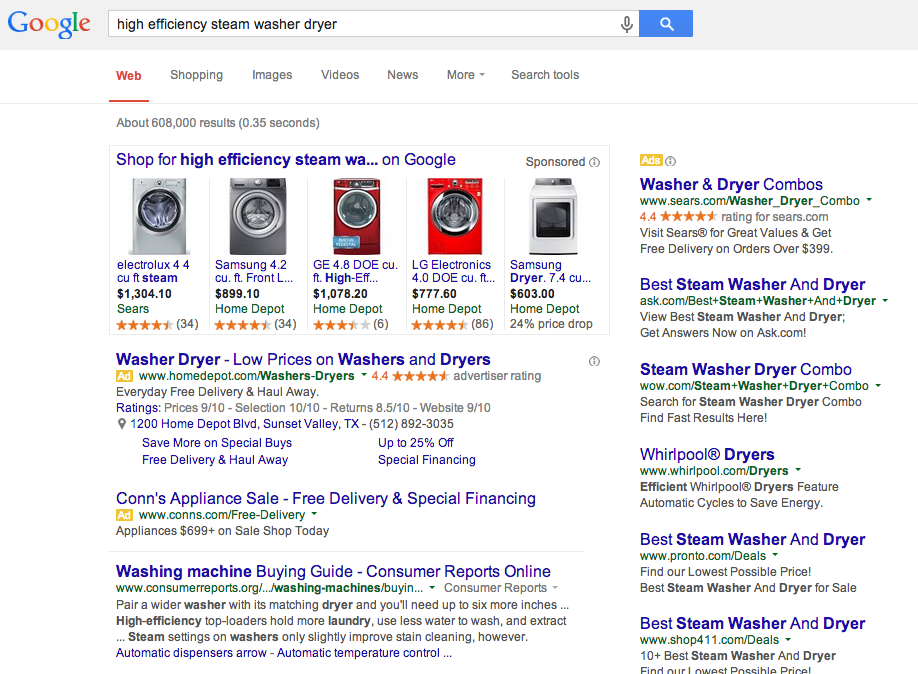 Google
high efficiency steam washer dryer
Web Shopping Images Videos News More Search tools
About 608,000 results (0.35 seconds)
Shop for high efficiency steam wa... on Google
Sponsored
BUILT-IN
PEDESTAL
electrolux 4 4
cu ft steam
$1,304.10
Sears
(34)
Samsung 4.2
cu. ft. Front L...
$899.10
Home Depot
(34)
GE 4.8 DOE cu.
ft. High-Eff...
$1,078.20
Home Depot
(6)
LG Electronics
4.0 DOE cu. ft...
$777.60
Home Depot
(86)
Samsung
Dryer. 7.4 cu...
$603.00
Home Depot
24% price drop
Washer Dryer - Low Prices on Washers and Dryers
Ad www.homedepot.com/Washers-Dryers 4.4 advertiser rating
Everyday Free Delivery & Haul Away.
Ratings: Prices 9/10 - Selection 10/10 - Returns 8.5/10 - Website 9/10
1200 Home Depot Blvd, Sunset Valley, TX - (512) 892-3035
Save More on Special Buys
Up to 25% Off
Free Delivery & Haul Away
Special Financing
Conn's Appliance Sale - Free Delivery & Special Financing
Ad www.conns.com/Free-Delivery
Appliances $699+ on Sale Shop Today
Washing machine Buying Guide - Consumer Reports Online
www.consumerreports.org/.../washing-machines/buyin... Consumer Reports
Pair a wider washer with its matching dryer and you'll need up to six more inches ...
High-efficiency top-loaders hold more laundry, use less water to wash, and extract
... Steam settings on washers only slightly improve stain cleaning, however.
Automatic dispensers arrow - Automatic temperature control ...
Ads
Washer & Dryer Combos
www.sears.com/Washer_Dryer_Combo
4.4 rating for sears.com
Visit Sears® for Great Values & Get
Free Delivery on Orders Over $399.
Best Steam Washer And Dryer
ask.com/Best+Steam+Washer+And+Dryer
View Best Steam Washer And Dryer;
Get Answers Now on Ask.com!
Steam Washer Dryer Combo
wow.com/Steam+Washer+Dryer+Combo
Search for Steam Washer Dryer Combo
Find Fast Results Here!
Whirlpool® Dryers
www.whirlpool.com/Dryers
Efficient Whirlpool® Dryers Feature
Automatic Cycles to Save Energy.
Best Steam Washer And Dryer
www.pronto.com/Deals
Find our Lowest Possible Price!
Best Steam Washer And Dryer for Sale
Best Steam Washer And Dryer
www.shop411.com/Deals
10+ Best Steam Washer And Dryer
Find our Lowest Possible Price!